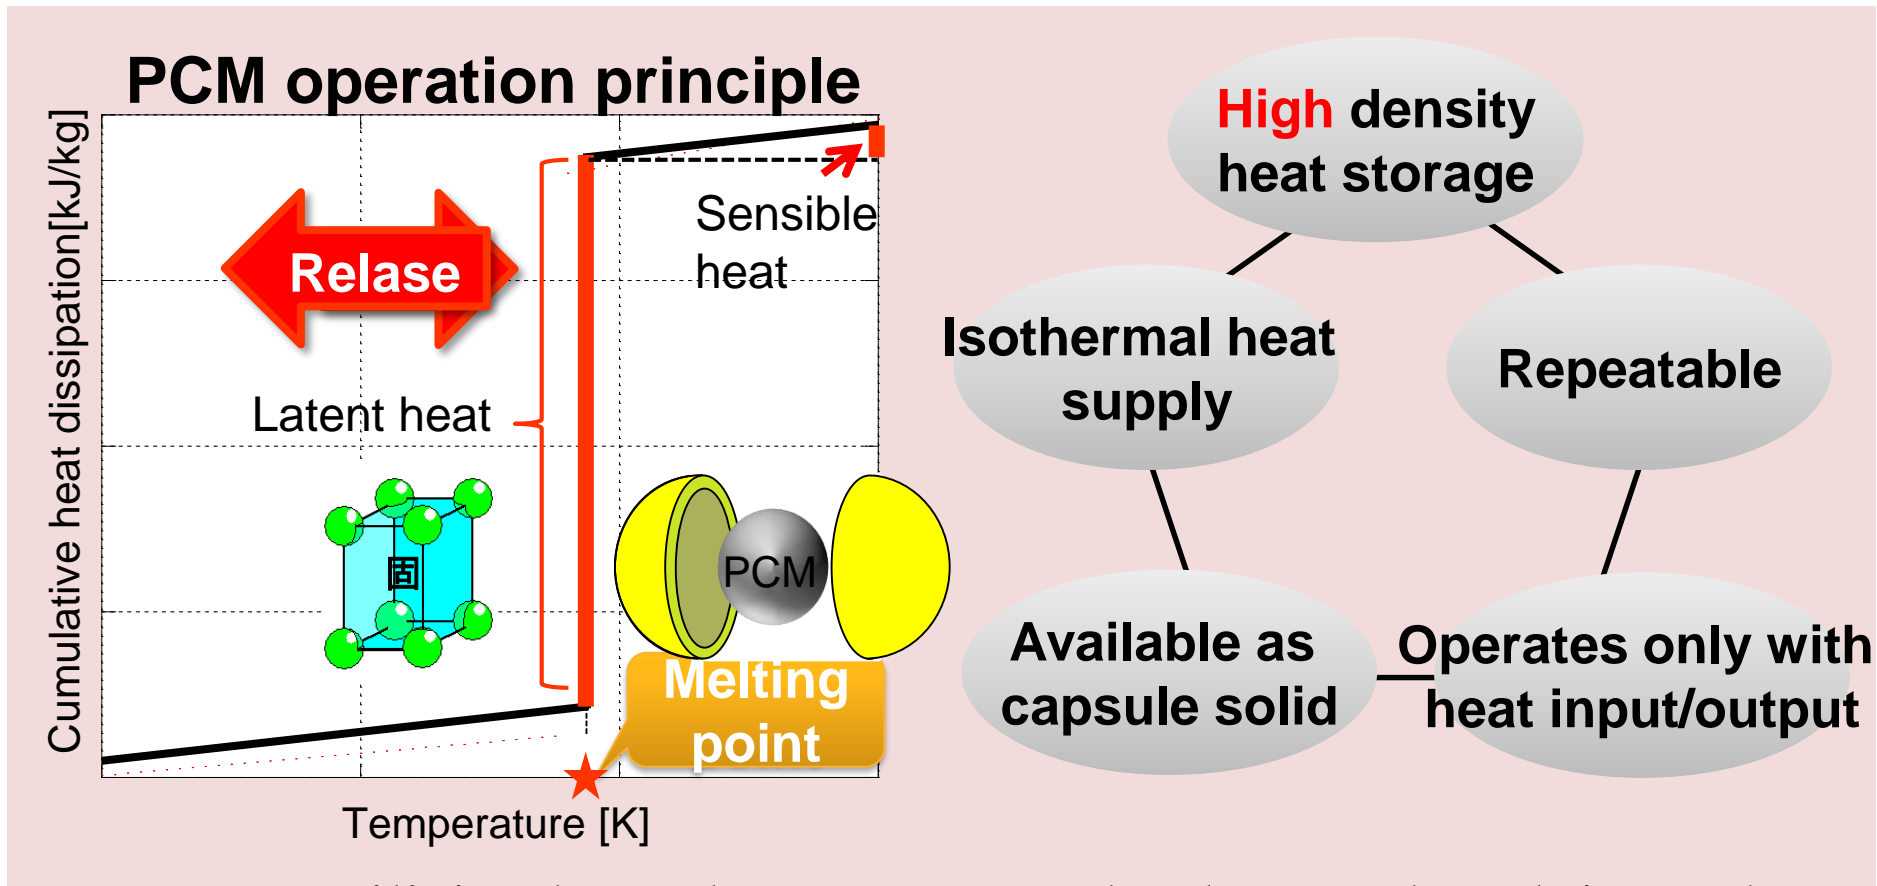 PCM operation principle
Cumulative heat dissipation[kJ/kg]
Relase
Sensible
heat
Latent heat
固
PCM
Melting
point
Temperature [K]
High density
heat storage
Isothermal heat
supply
Repeatable
Available as
capsule solid
Operates only with
heat input/output